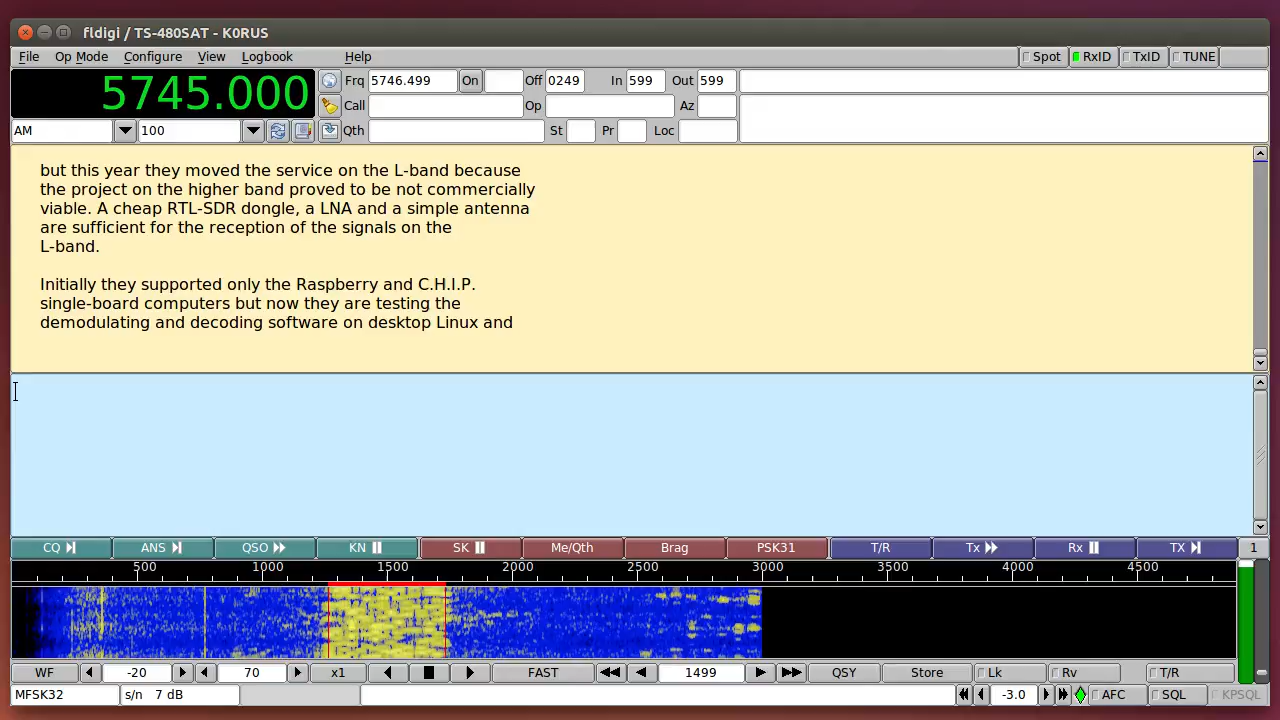 fldigi / TS-480SAT - K0RUS
File Op Mode Configure View Logbook Help Spot RxID TxID TUNE
5745.000
Frq 5746.499 On Off 0249 In 599 Out 599
Call Op Az
AM 100 Qth St Pr Loc
but this year they moved the service on the L-band because
the project on the higher band proved to be not commercially
viable. A cheap RTL-SDR dongle, a LNA and a simple antenna
are sufficient for the reception of the signals on the
L-band.
Initially they supported only the Raspberry and C.H.I.P.
single-board computers but now they are testing the
demodulating and decoding software on desktop Linux and
CQ ANS QSO KN SK Me/Qth Brag PSK31 T/R Tx Rx TX 1
500 1000 1500 2000 2500 3000 3500 4000 4500
WF -20 70 x1 FAST 1499 QSY Store Lk Rv T/R
MFSK32 s/n 7 dB -3.0 AFC SQL KPSQL